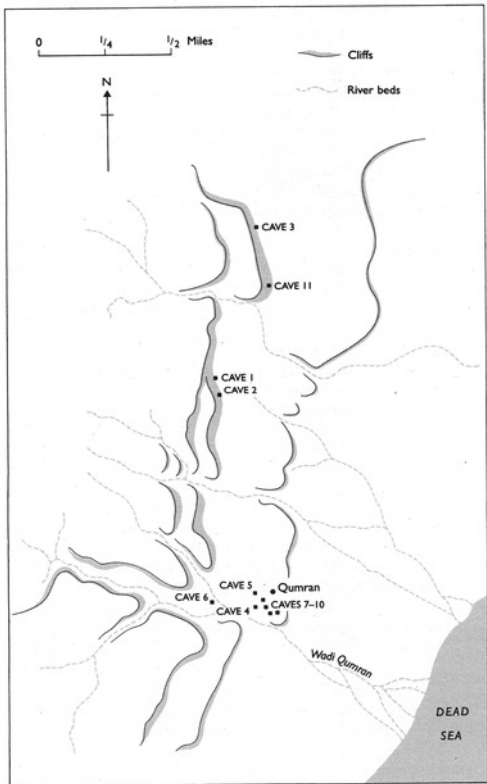 0 1/4 1/2 Miles
Cliffs
N
River beds
CAVE 3
CAVE 11
CAVE 1
CAVE 2
CAVE 5
Qumran
CAVE 6
CAVES 7–10
CAVE 4
Wadi Qumran
DEAD
SEA